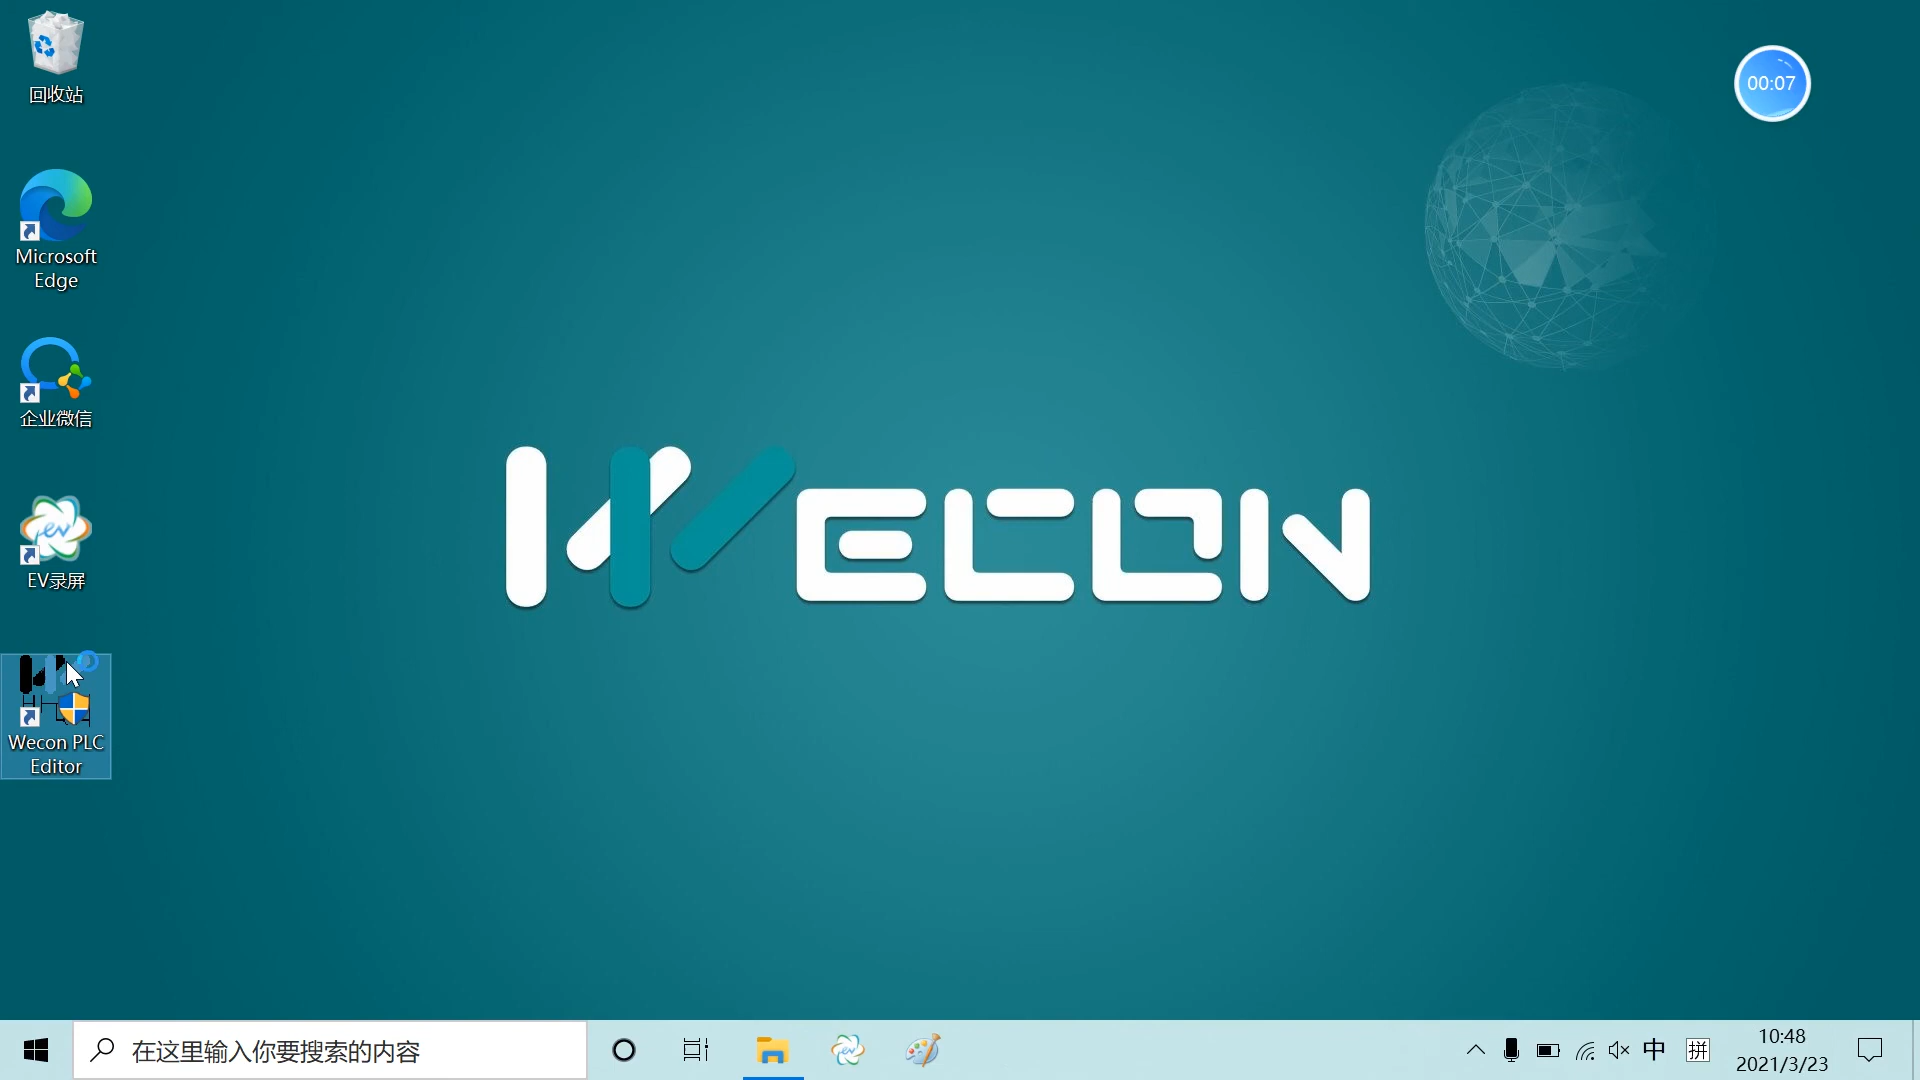 回收站
00:07
Microsoft
Edge
企业微信
ev
EV录屏
WECON
Wecon PLC
Editor
在这里输入你要搜索的内容
ev
中
拼
10:48
2021/3/23